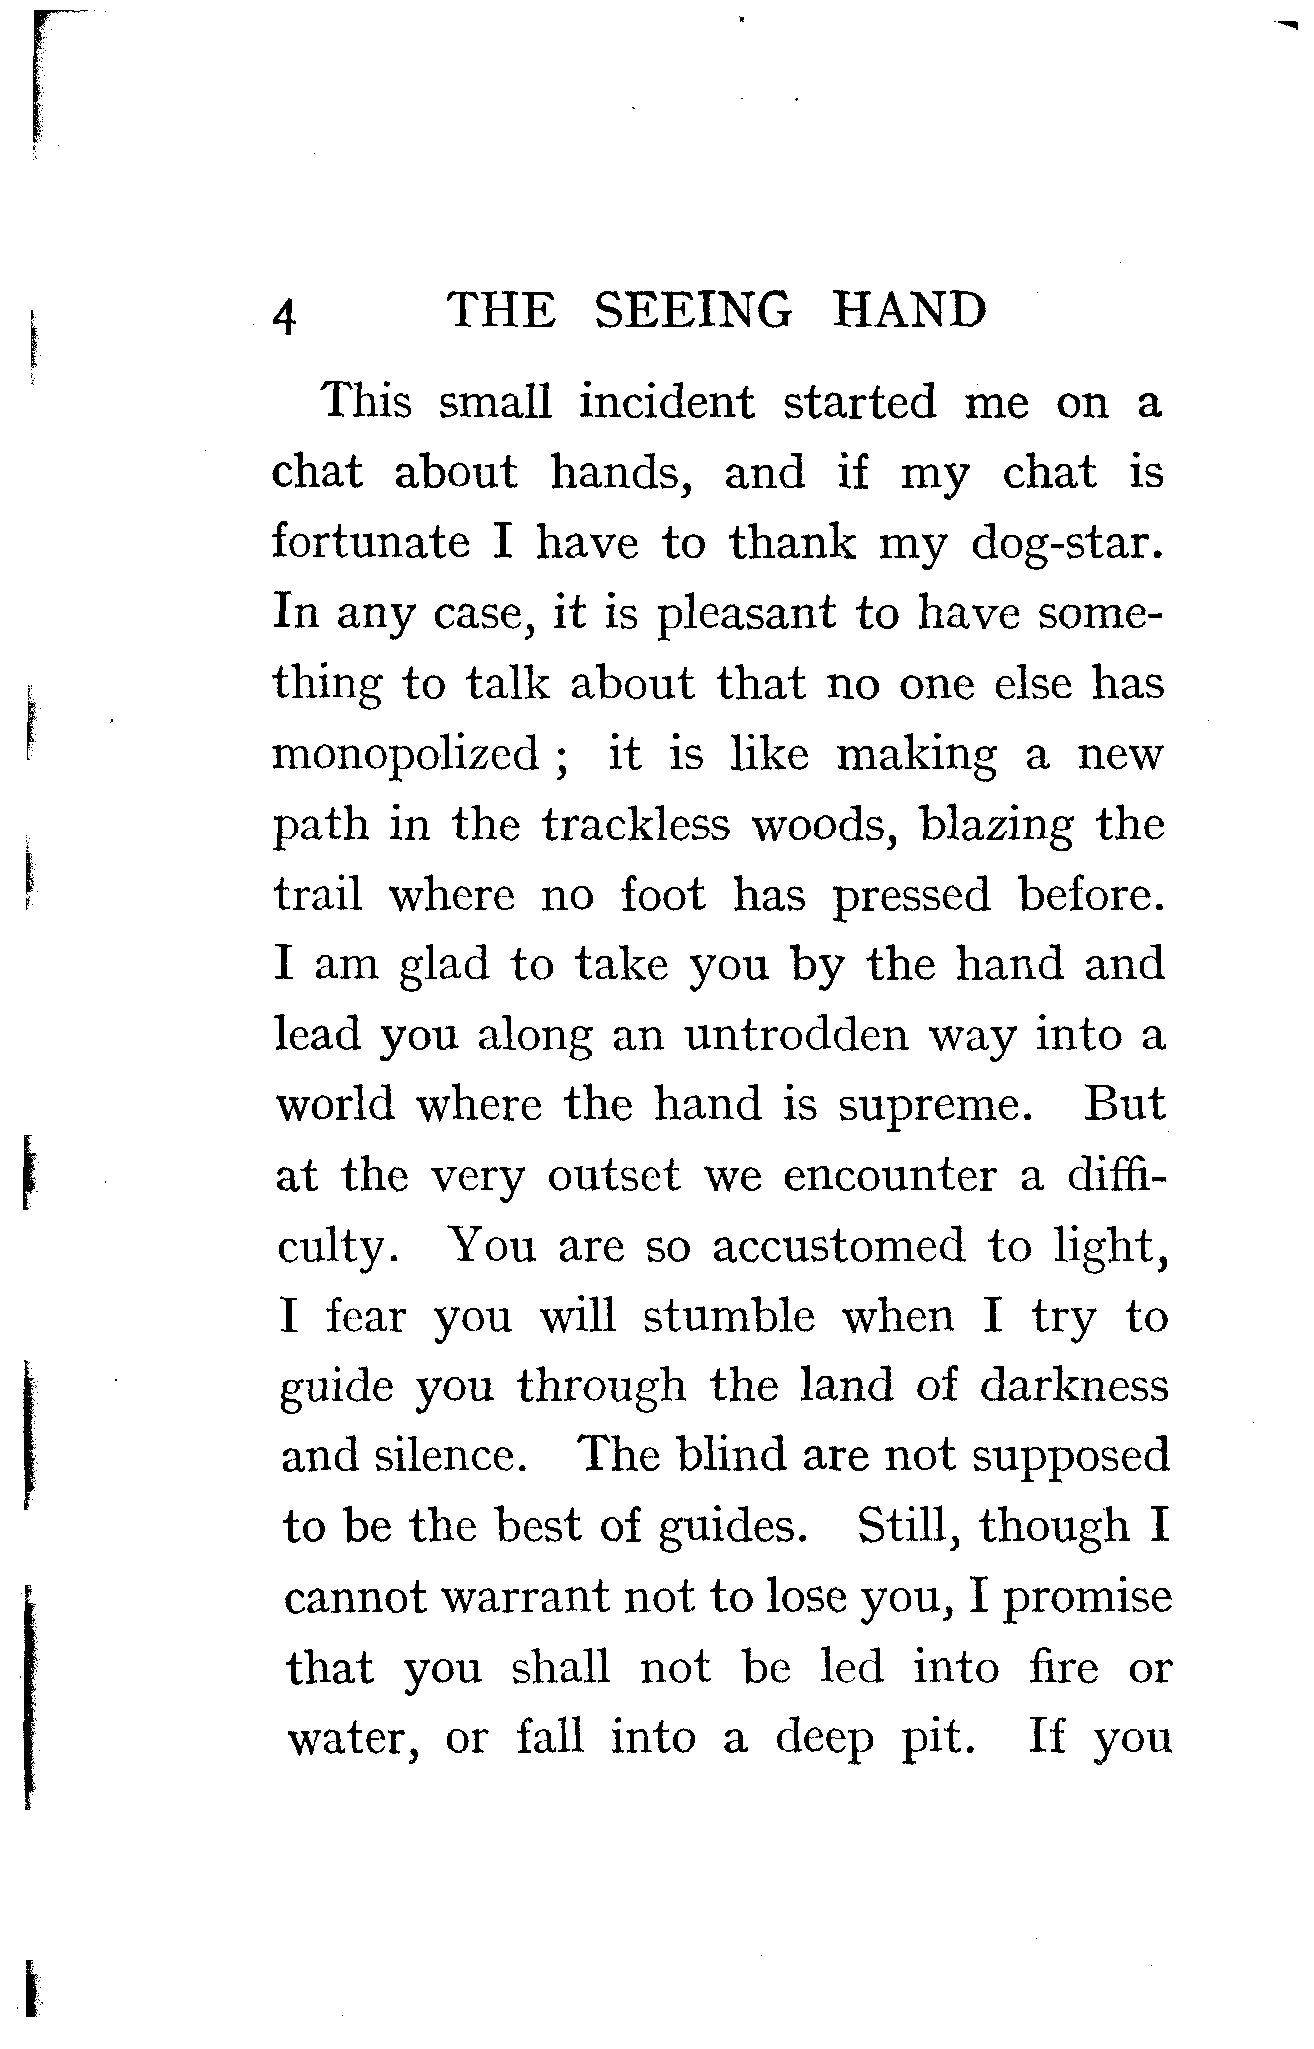 4 THE SEEING HAND
This small incident started me on a
chat about hands, and if my chat is
fortunate I have to thank my dog-star.
In any case, it is pleasant to have some-
thing to talk about that no one else has
monopolized ; it is like making a new
path in the trackless woods, blazing the
trail where no foot has pressed before.
I am glad to take you by the hand and
lead you along an untrodden way into a
world where the hand is supreme. But
at the very outset we encounter a diffi-
culty. You are so accustomed to light,
I fear you will stumble when I try to
guide you through the land of darkness
and silence. The blind are not supposed
to be the best of guides. Still, though I
cannot warrant not to lose you, I promise
that you shall not be led into fire or
water, or fall into a deep pit. If you